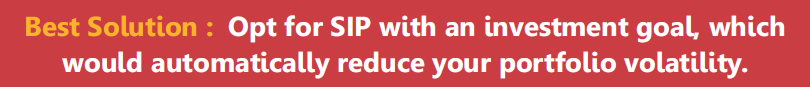 Best Solution : Opt for SIP with an investment goal, which
would automatically reduce your portfolio volatility.